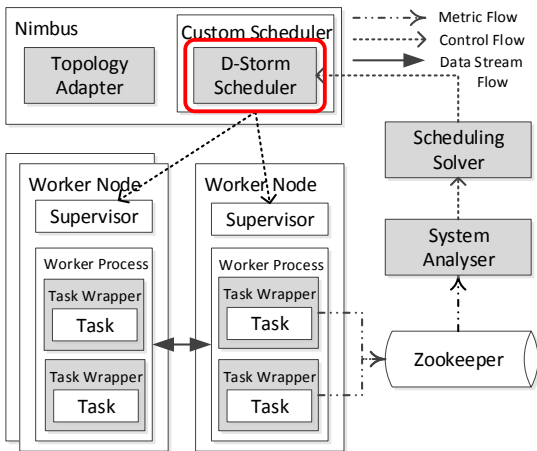 Nimbus
Custom Scheduler
Topology
Adapter
D-Storm
Scheduler
Metric Flow
Control Flow
Data Stream
Flow
Scheduling
Solver
System
Analyser
Zookeeper
Worker Node
Supervisor
Worker Process
Task Wrapper
Task
Task Wrapper
Task
Worker Node
Supervisor
Worker Process
Task Wrapper
Task
Task Wrapper
Task